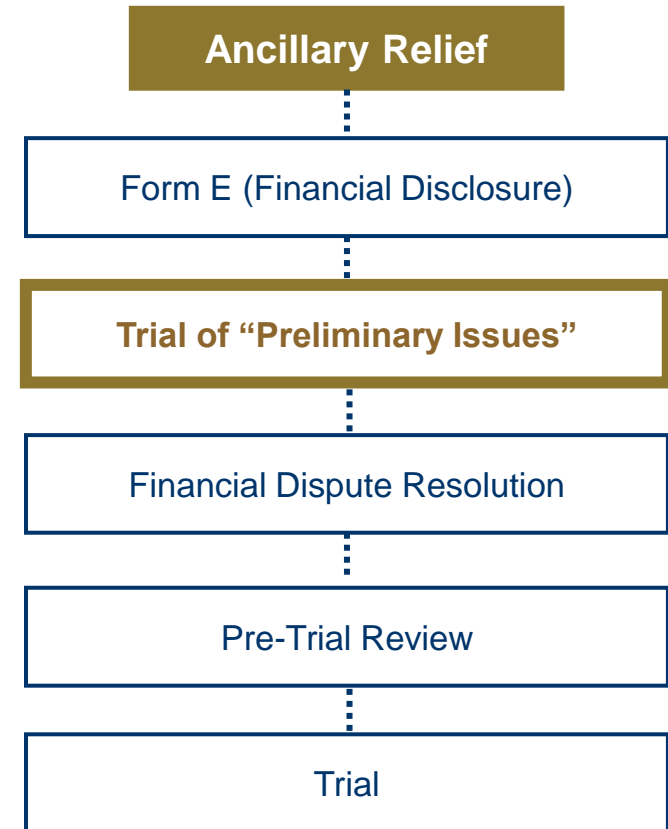 Ancillary Relief
Form E (Financial Disclosure)
Trial of “Preliminary Issues”
Financial Dispute Resolution
Pre-Trial Review
Trial